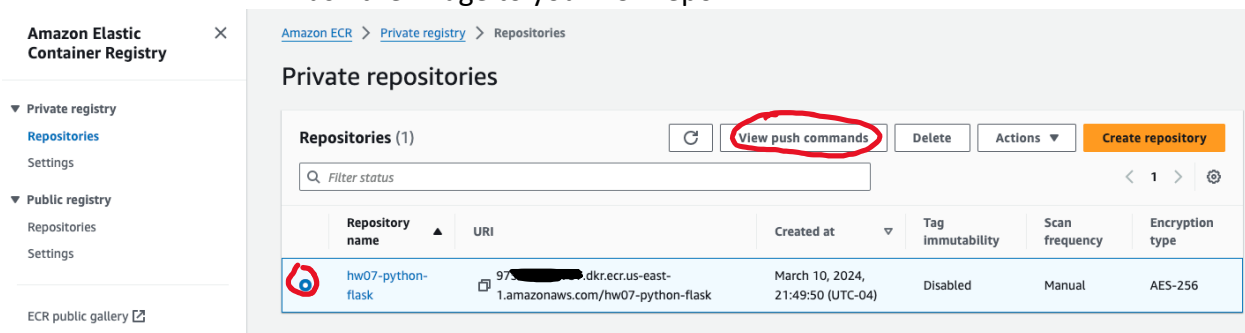 Amazon Elastic
Container Registry
Private registry
Repositories
Settings
Public registry
Repositories
Settings
ECR public gallery
Amazon ECR > Private registry > Repositories
Private repositories
Repositories (1)
View push commands
Delete
Actions
Create repository
Filter status
1
Repository
name
URI
Created at
Tag
immutability
Scan
frequency
Encryption
type
hw07-python-
flask
.dkr.ecr.us-east-
1.amazonaws.com/hw07-python-flask
March 10, 2024,
21:49:50 (UTC-04)
Disabled
Manual
AES-256